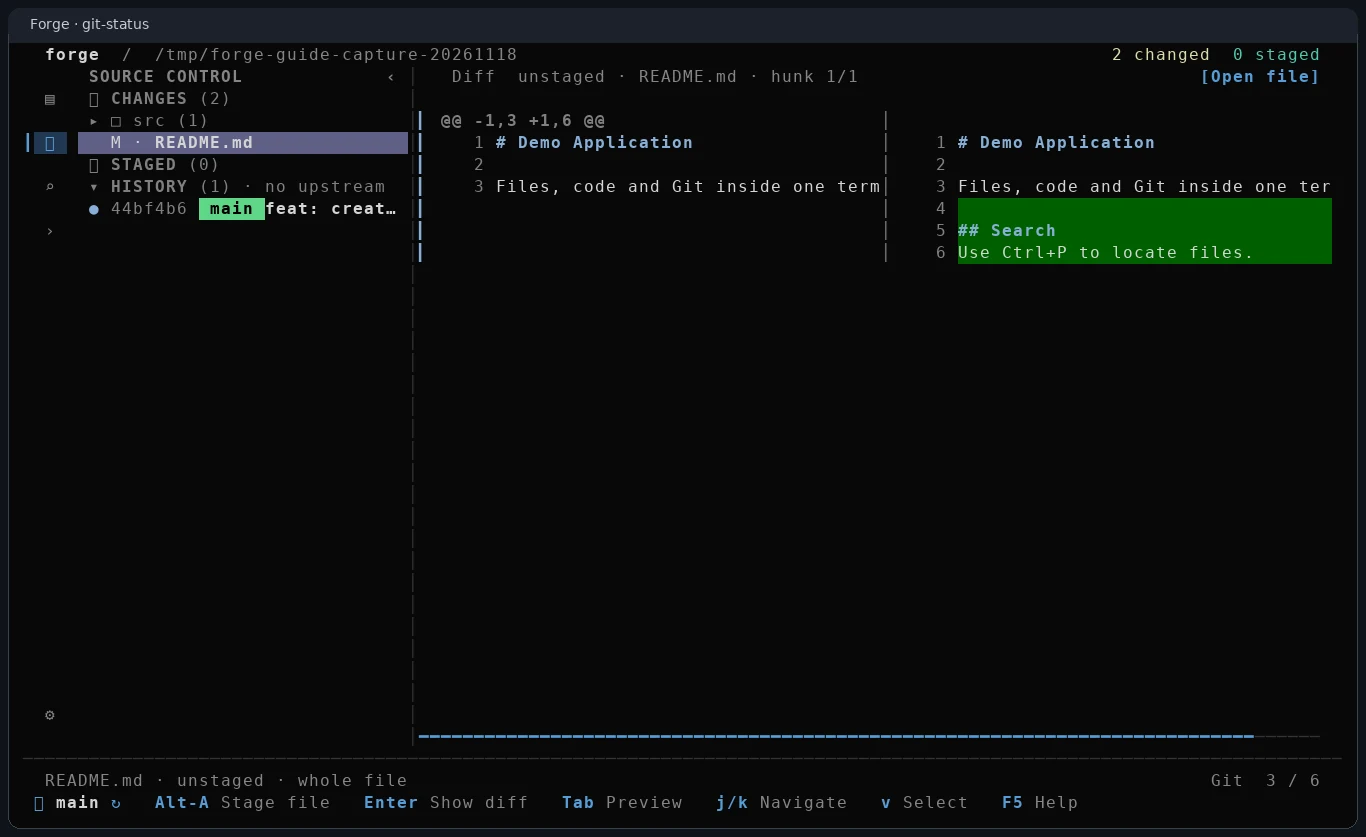 Forge · git-status
forge / /tmp/forge-guide-capture-20261118 2 changed 0 staged
SOURCE CONTROL ‹ Diff unstaged · README.md · hunk 1/1 [Open file]
CHANGES (2)
▸ □ src (1) @@ -1,3 +1,6 @@
M · README.md 1 # Demo Application 1 # Demo Application
STAGED (0) 2 2
▾ HISTORY (1) · no upstream 3 Files, code and Git inside one term 3 Files, code and Git inside one ter
● 44bf4b6 main feat: creat… 4
› 5 ## Search
6 Use Ctrl+P to locate files.
README.md · unstaged · whole file Git 3 / 6
main ↻ Alt-A Stage file Enter Show diff Tab Preview j/k Navigate v Select F5 Help